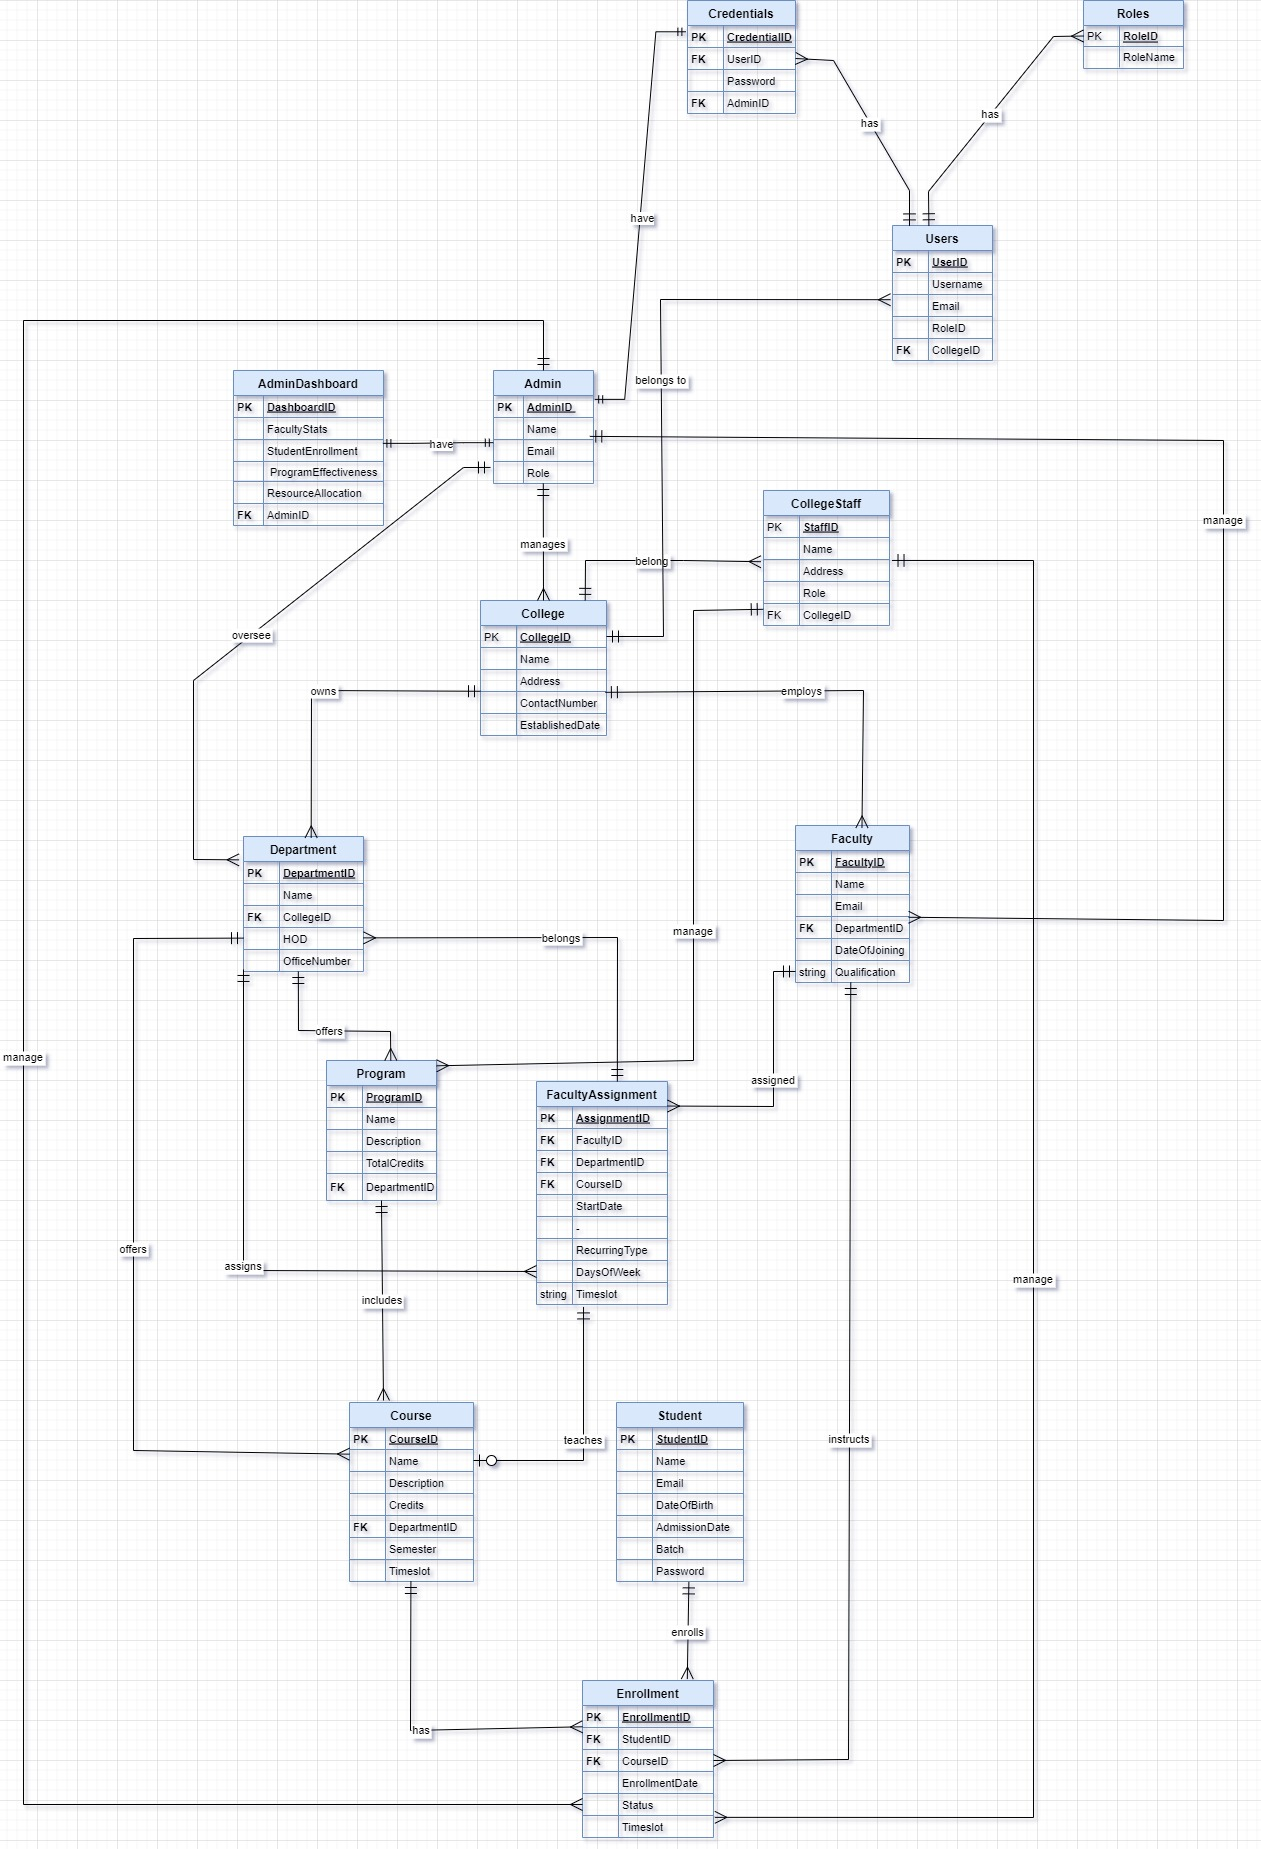 Credentials
PK CredentialID
FK UserID
Password
FK AdminID
Roles
PK RoleID
RoleName
has
has
have
Users
PK UserID
Username
Email
RoleID
FK CollegeID
belongs to
AdminDashboard
PK DashboardID
FacultyStats
StudentEnrollment
ProgramEffectiveness
ResourceAllocation
FK AdminID
have
Admin
PK AdminID
Name
Email
Role
manages
manage
CollegeStaff
PK StaffID
Name
Address
Role
FK CollegeID
belong
oversee
College
PK CollegeID
Name
Address
ContactNumber
EstablishedDate
owns
employs
Department
PK DepartmentID
Name
FK CollegeID
HOD
OfficeNumber
belongs
manage
Faculty
PK FacultyID
Name
Email
FK DepartmentID
DateOfJoining
string Qualification
offers
manage
assigned
Program
PK ProgramID
Name
Description
TotalCredits
FK DepartmentID
FacultyAssignment
PK AssignmentID
FK FacultyID
FK DepartmentID
FK CourseID
StartDate
-
RecurringType
DaysOfWeek
string Timeslot
offers
assigns
includes
manage
teaches
instructs
Course
PK CourseID
Name
Description
Credits
FK DepartmentID
Semester
Timeslot
Student
PK StudentID
Name
Email
DateOfBirth
AdmissionDate
Batch
Password
enrolls
has
Enrollment
PK EnrollmentID
FK StudentID
FK CourseID
EnrollmentDate
Status
Timeslot